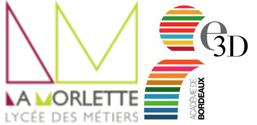 LA MORLETTE
LYCÉE DES MÉTIERS
e3D
ACADÉMIE DE
BORDEAUX